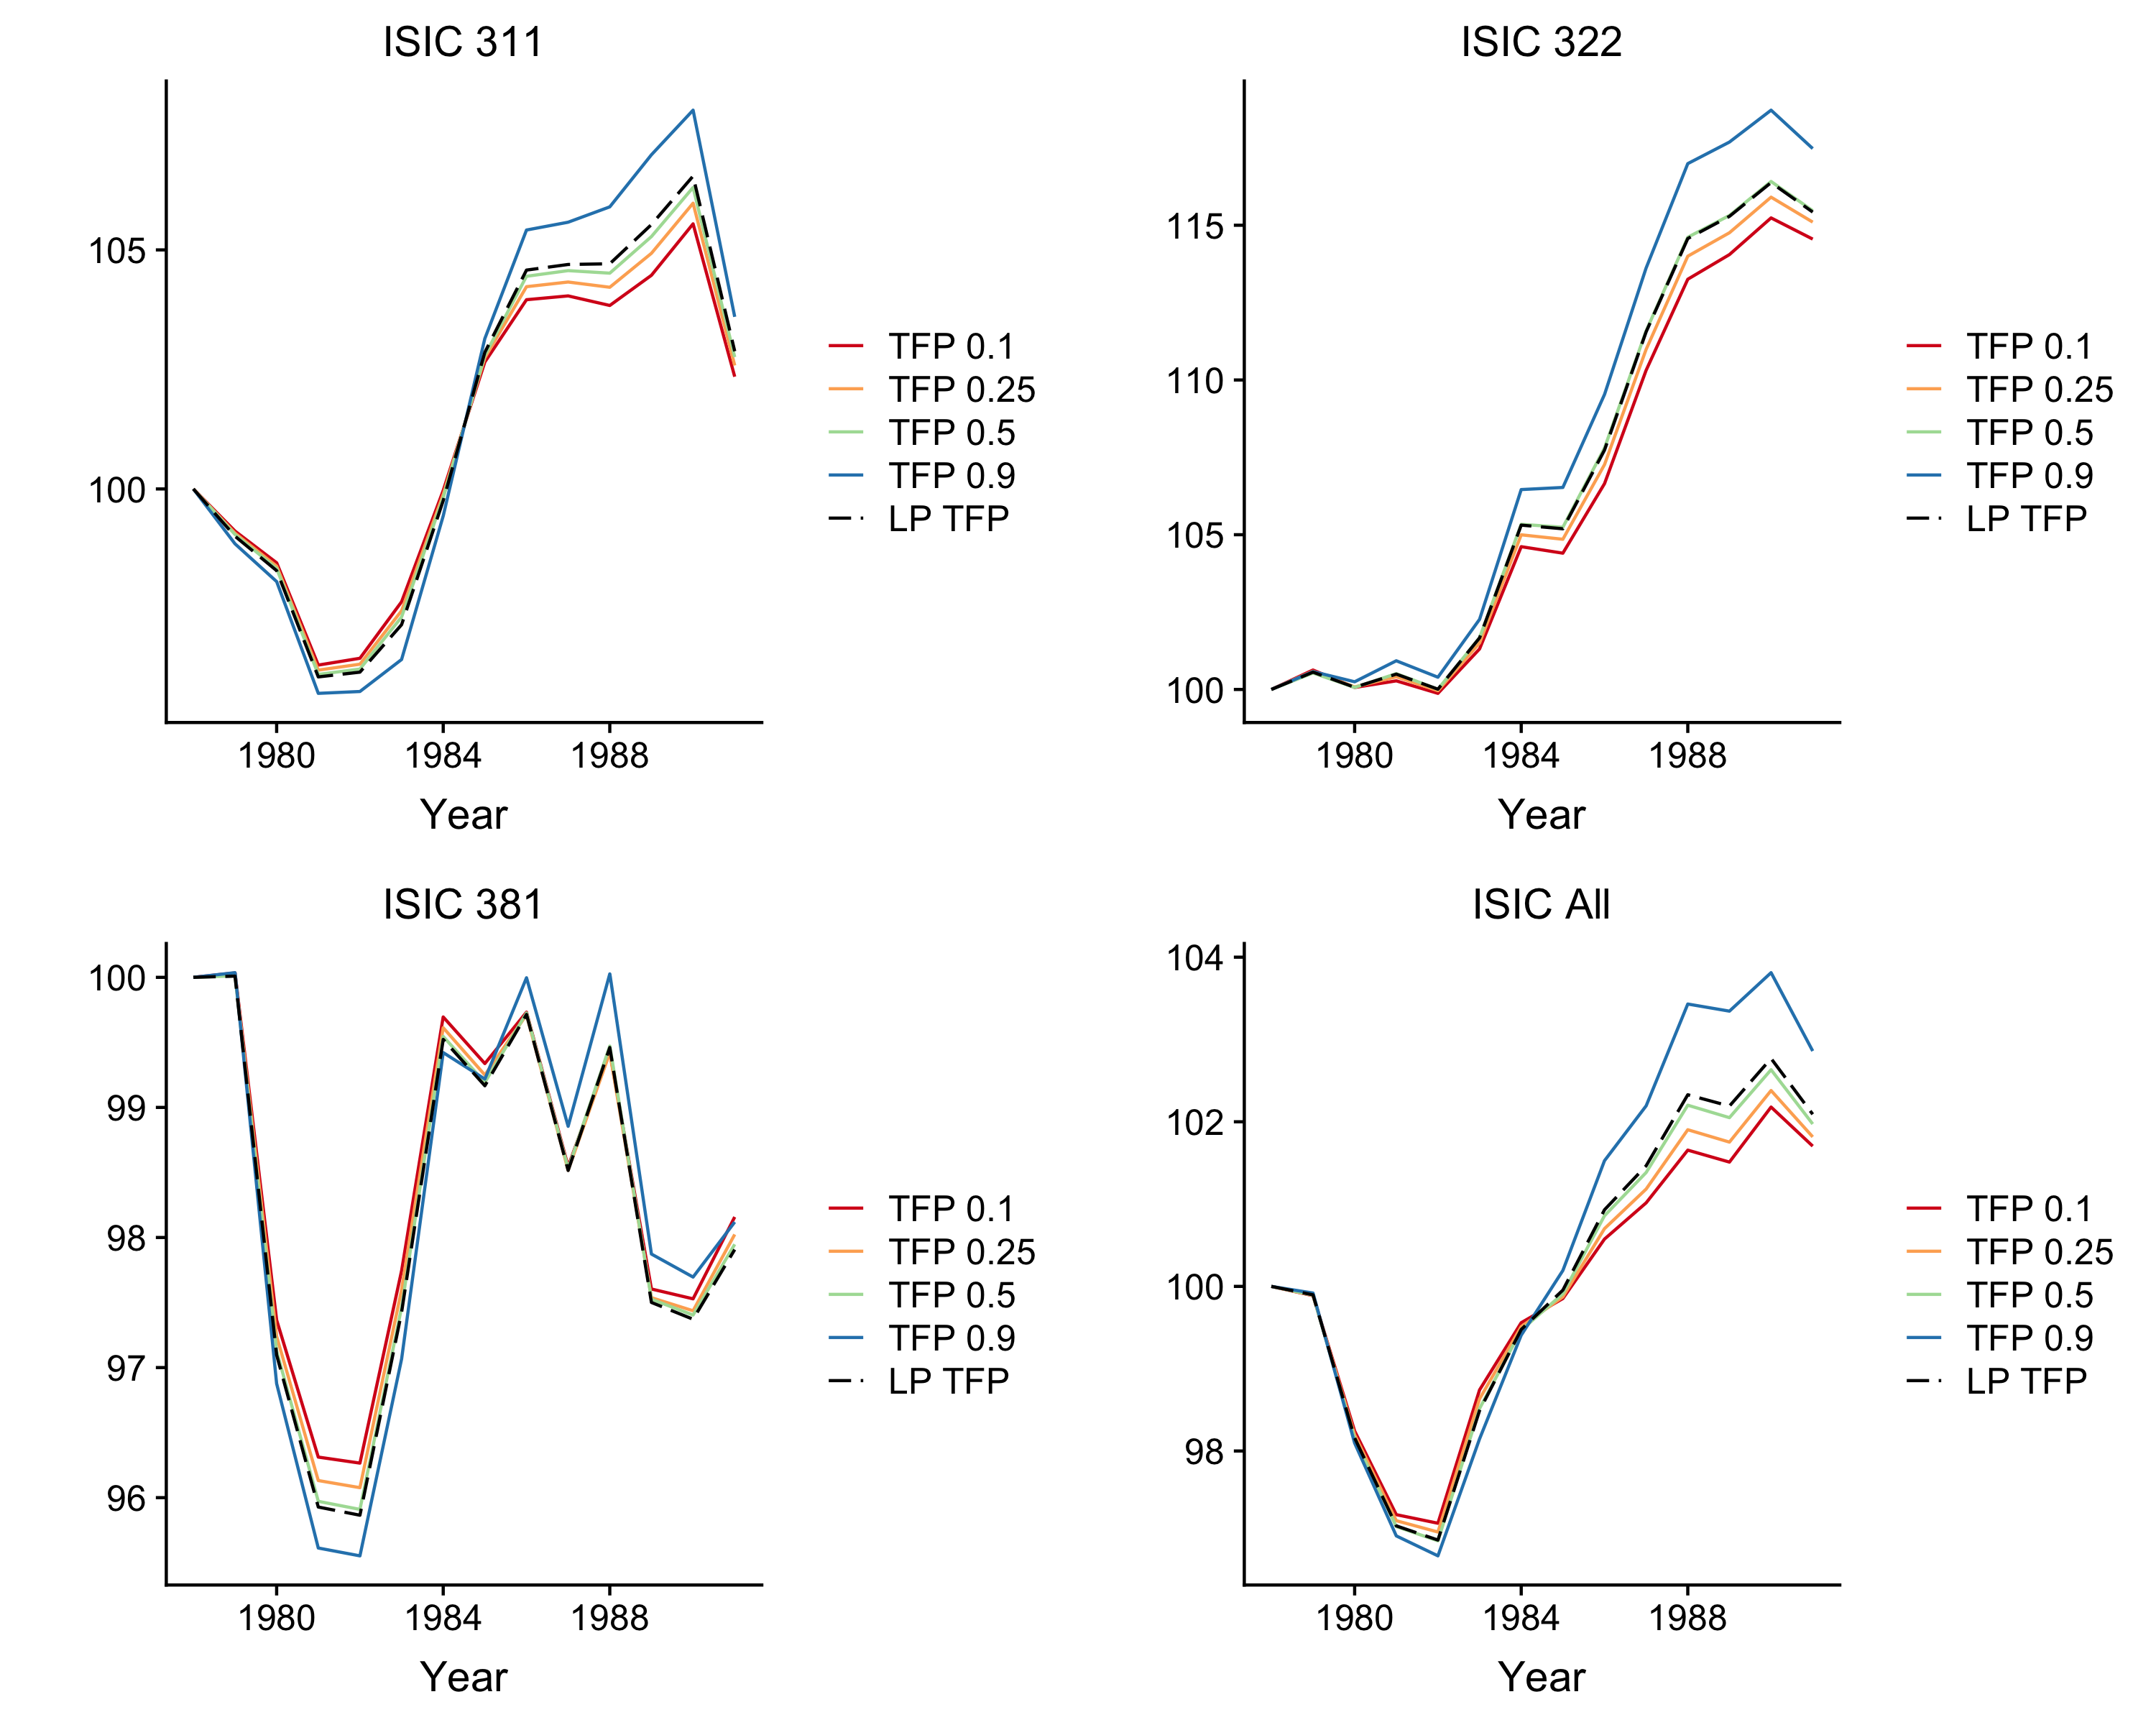 ISIC 311
105
100
1980 1984 1988
Year
TFP 0.1
TFP 0.25
TFP 0.5
TFP 0.9
LP TFP
ISIC 322
115
110
105
100
1980 1984 1988
Year
TFP 0.1
TFP 0.25
TFP 0.5
TFP 0.9
LP TFP
ISIC 381
100
99
98
97
96
1980 1984 1988
Year
TFP 0.1
TFP 0.25
TFP 0.5
TFP 0.9
LP TFP
ISIC All
104
102
100
98
1980 1984 1988
Year
TFP 0.1
TFP 0.25
TFP 0.5
TFP 0.9
LP TFP